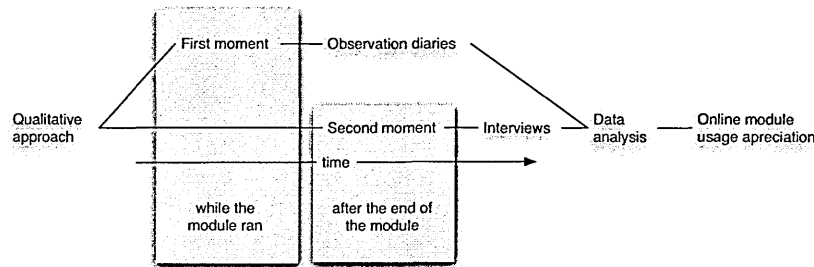 First moment
Observation diaries
Qualitative
approach
Second moment
Interviews
Data
analysis
Online module
usage apreciation
time
while the
module ran
after the end of
the module